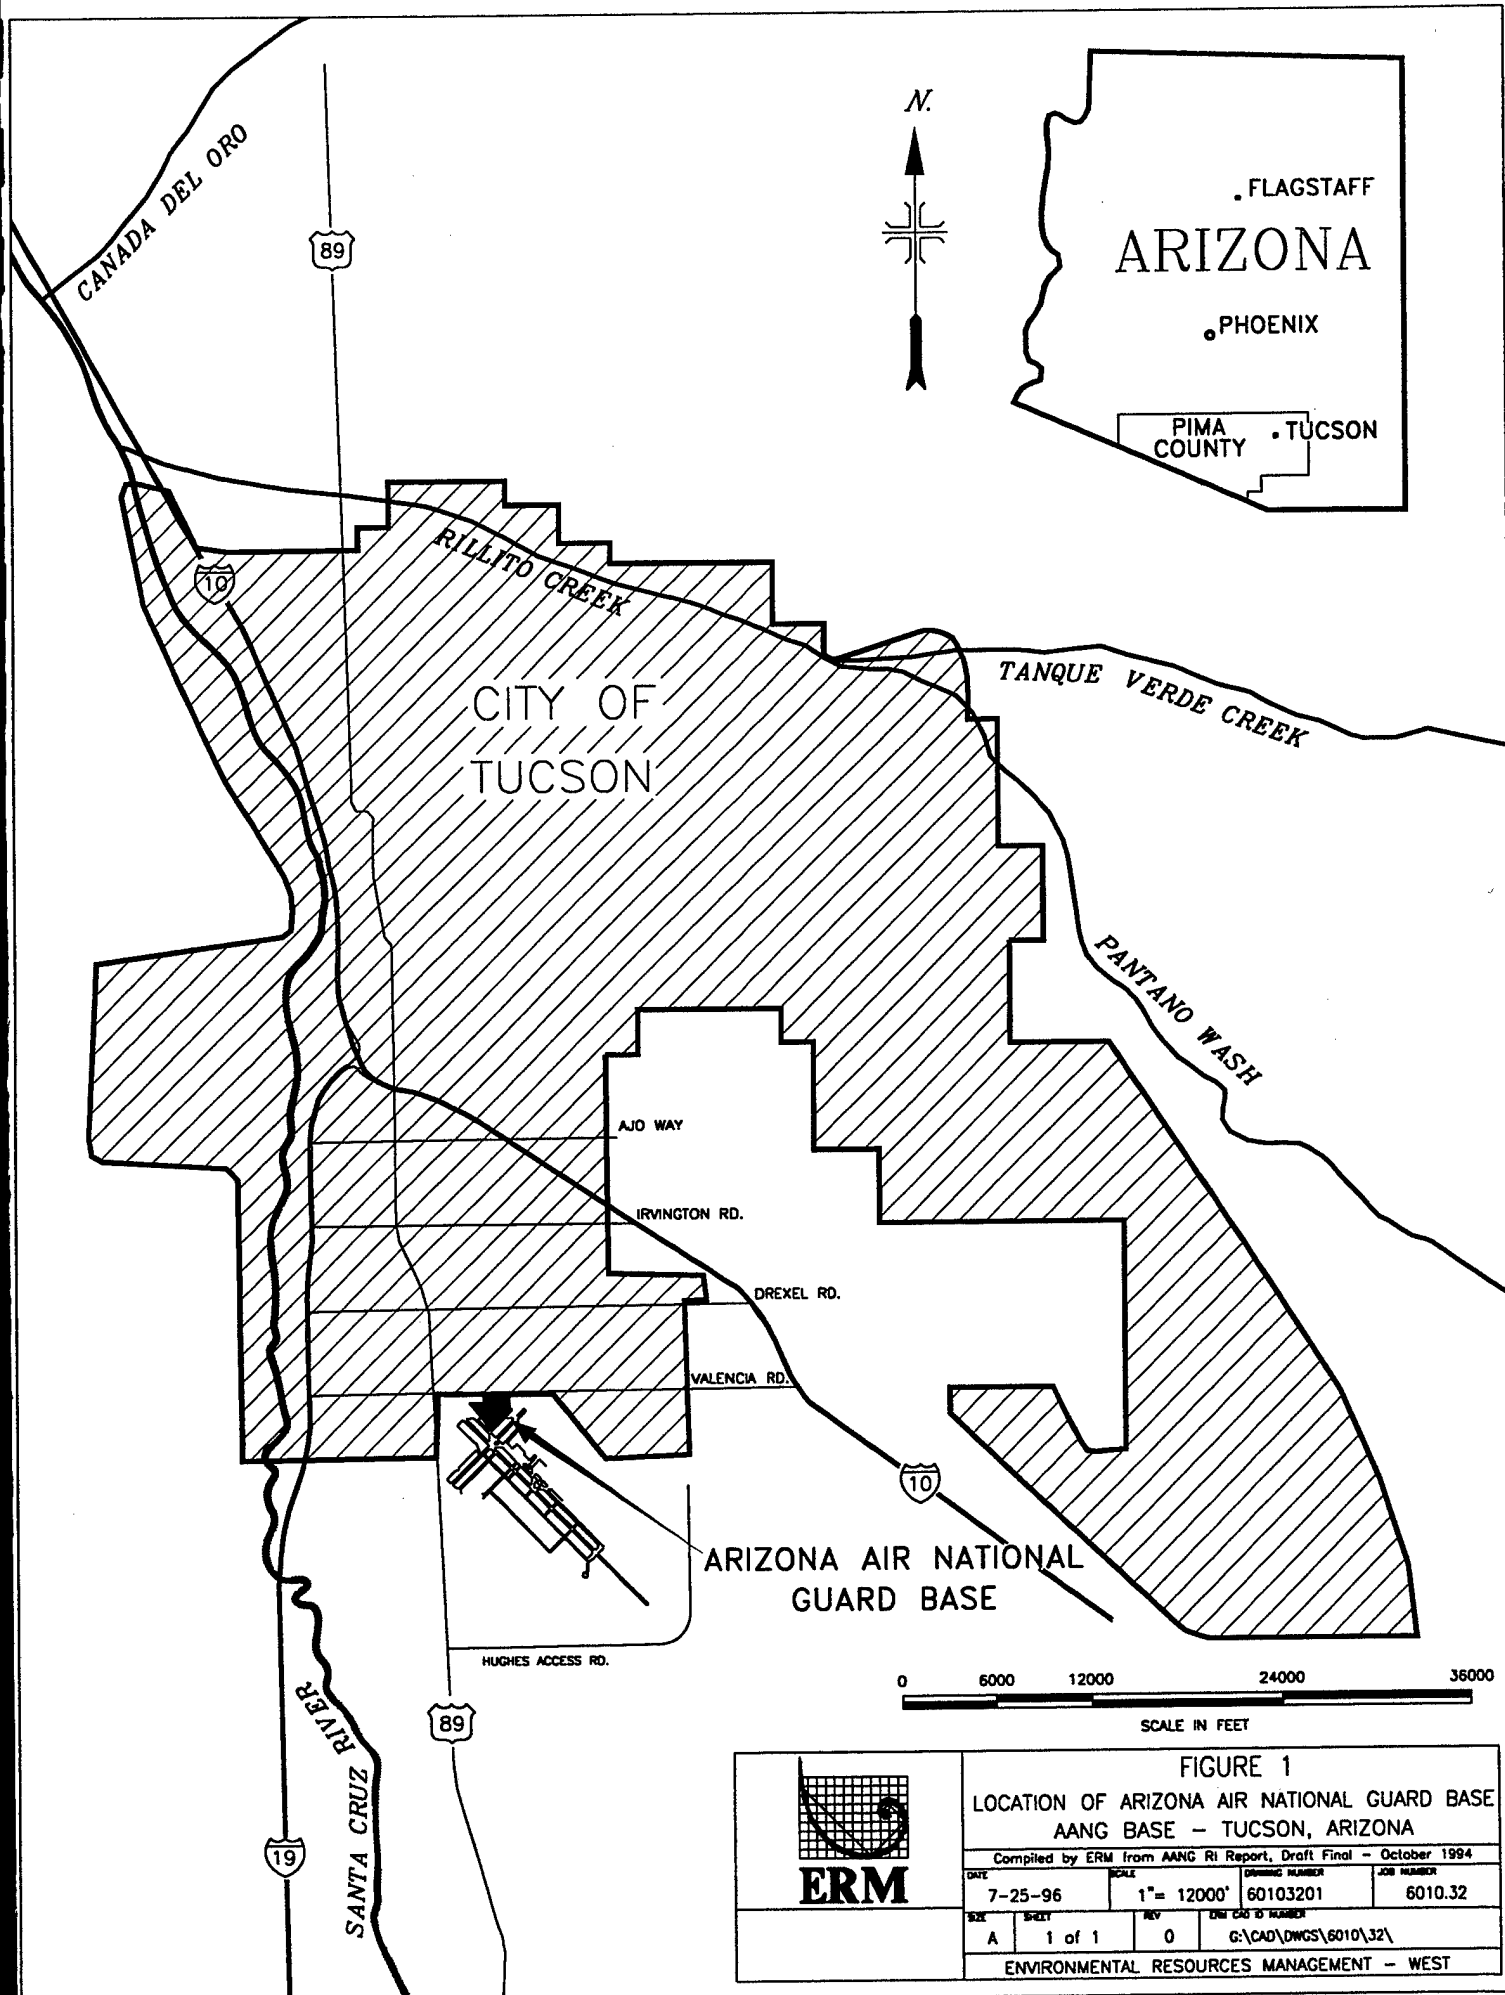 CANADA DEL ORO
89
N.
FLAGSTAFF
ARIZONA
PHOENIX
PIMA
COUNTY
TUCSON
RILLITO CREEK
10
CITY OF
TUCSON
TANQUE VERDE CREEK
PANTANO WASH
AJO WAY
IRVINGTON RD.
DREXEL RD.
VALENCIA RD.
10
ARIZONA AIR NATIONAL
GUARD BASE
HUGHES ACCESS RD.
89
19
SANTA CRUZ RIVER
0 6000 12000 24000 36000
SCALE IN FEET
ERM
FIGURE 1
LOCATION OF ARIZONA AIR NATIONAL GUARD BASE
AANG BASE – TUCSON, ARIZONA
Compiled by ERM from AANG RI Report, Draft Final – October 1994
DATE SCALE DRAWING NUMBER JOB NUMBER
7-25-96 1"= 12000' 60103201 6010.32
SIZE SHEET REV ERM CAD ID NUMBER
A 1 of 1 0 G:\CAD\DWGS\6010\32\
ENVIRONMENTAL RESOURCES MANAGEMENT – WEST